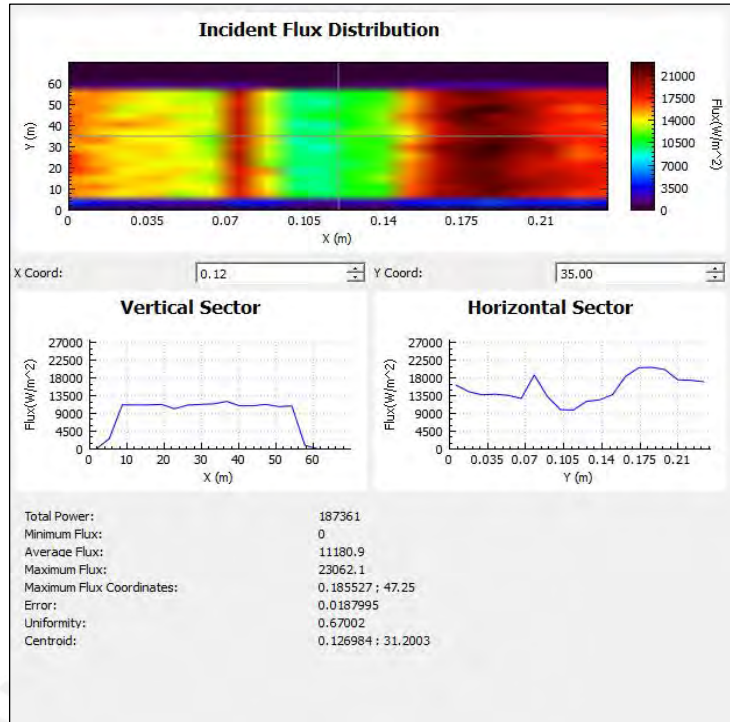 Incident Flux Distribution
60
50
40
30
20
10
0
Y (m)
0 0.035 0.07 0.105 0.14 0.175 0.21
X (m)
21000
17500
14000
10500
7000
3500
0
Flux(W/m^2)
X Coord: 0.12 Y Coord: 35.00
Vertical Sector
27000
22500
18000
13500
9000
4500
0
Flux(W/m^2)
0 10 20 30 40 50 60
X (m)
Horizontal Sector
27000
22500
18000
13500
9000
4500
0
Flux(W/m^2)
0.035 0.07 0.105 0.14 0.175 0.21
Y (m)
Total Power: 187361
Minimum Flux: 0
Average Flux: 11180.9
Maximum Flux: 23062.1
Maximum Flux Coordinates: 0.185527 ; 47.25
Error: 0.0187995
Uniformity: 0.67002
Centroid: 0.126984 ; 31.2003